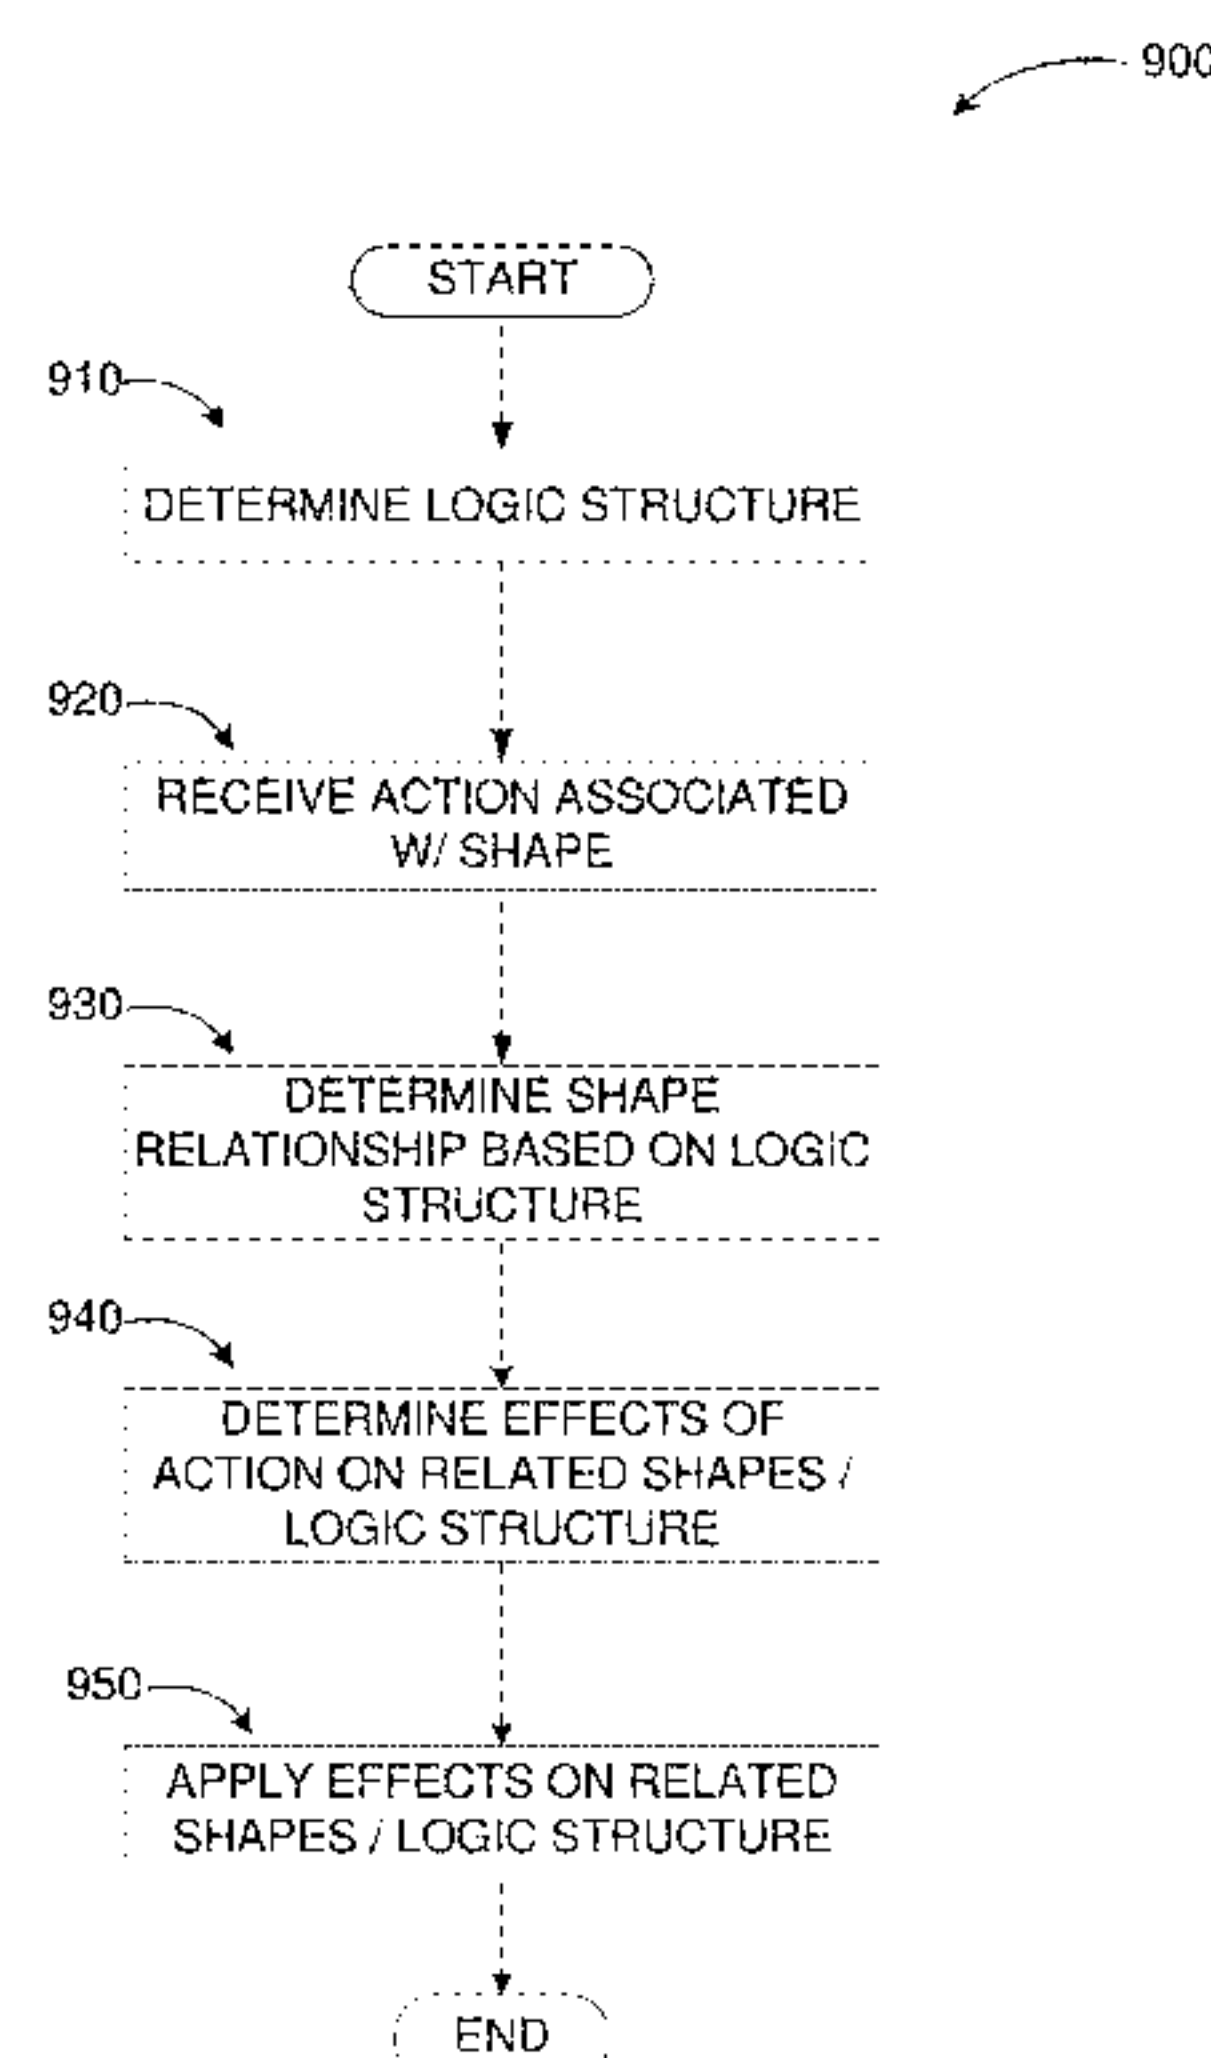 900
START
910
DETERMINE LOGIC STRUCTURE
920
RECEIVE ACTION ASSOCIATED
W/ SHAPE
930
DETERMINE SHAPE
RELATIONSHIP BASED ON LOGIC
STRUCTURE
940
DETERMINE EFFECTS OF
ACTION ON RELATED SHAPES /
LOGIC STRUCTURE
950
APPLY EFFECTS ON RELATED
SHAPES / LOGIC STRUCTURE
END